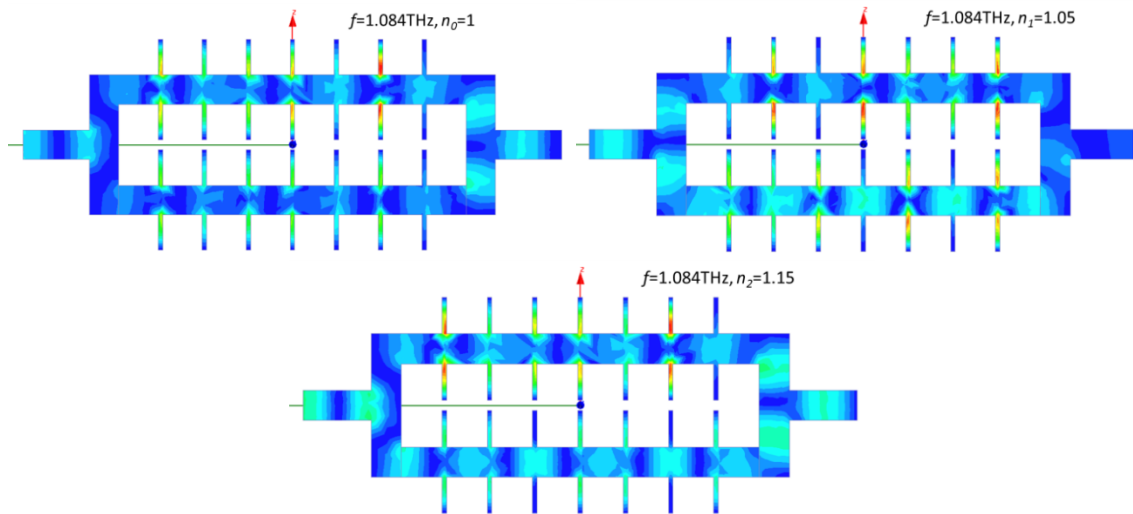 f=1.084THz, n₀=1
z
f=1.084THz, n₁=1.05
z
f=1.084THz, n₂=1.15
z